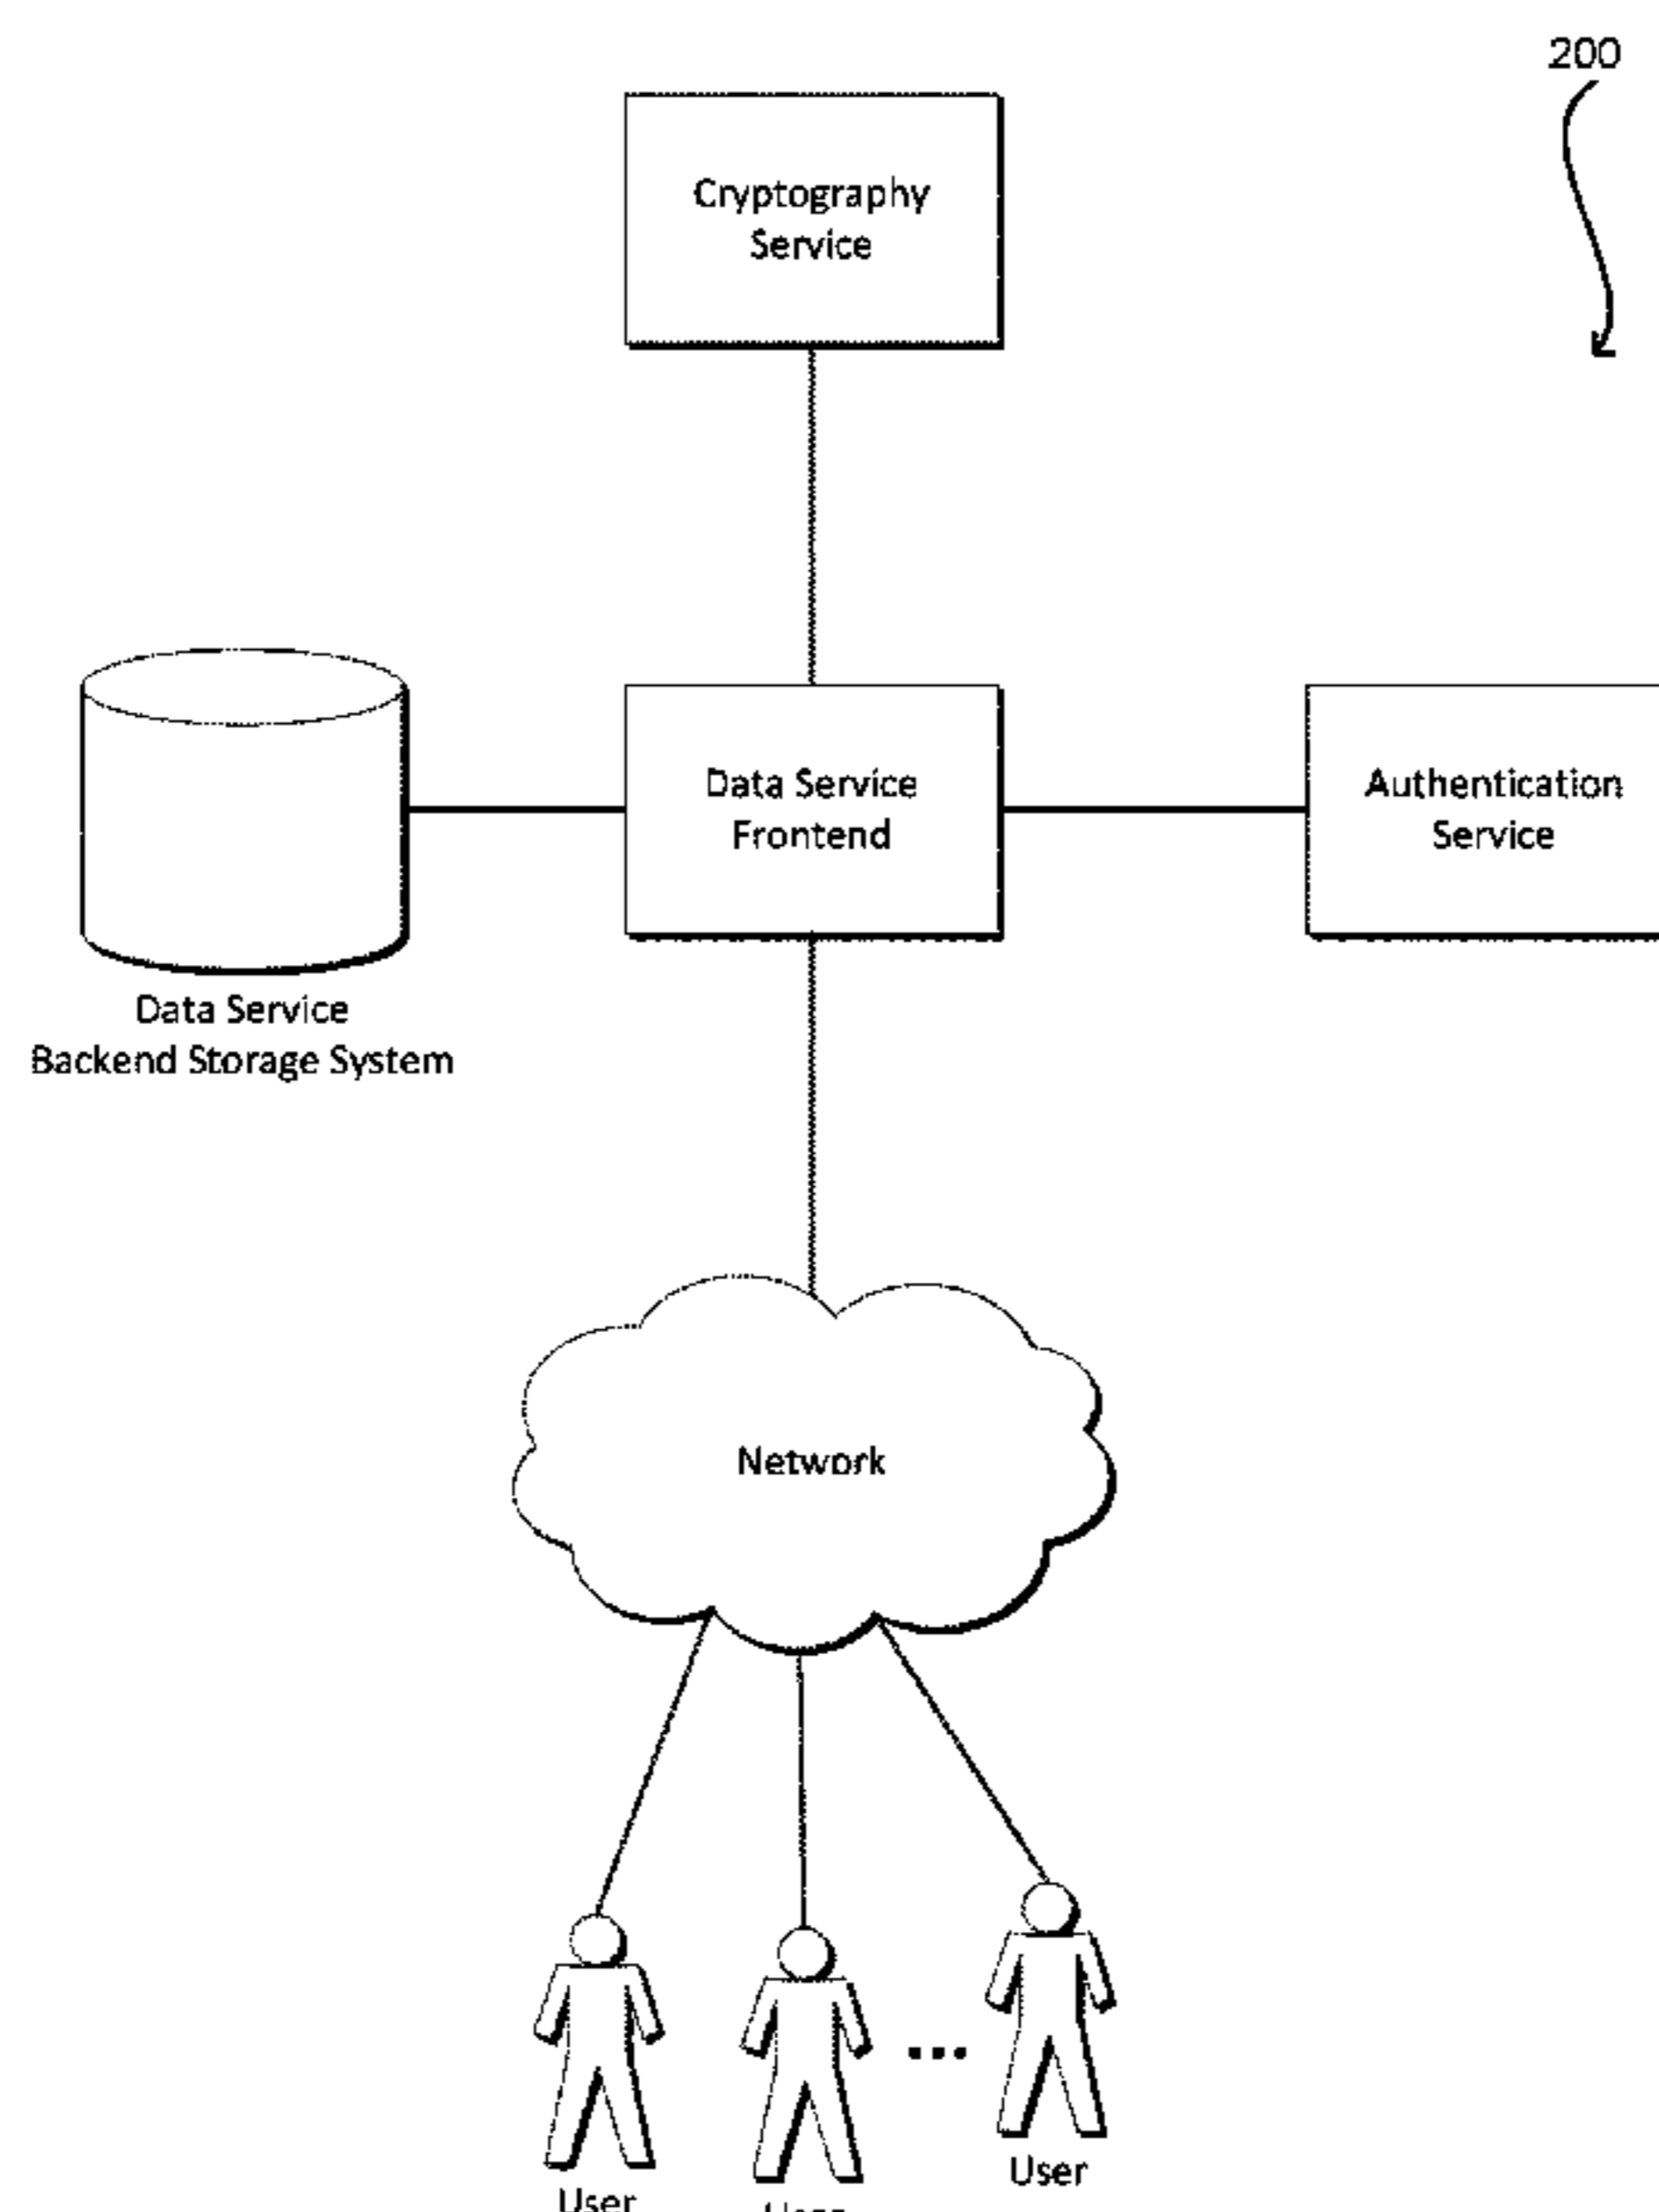 200
Cryptography
Service
Data Service
Frontend
Authentication
Service
Data Service
Backend Storage System
Network
User
User